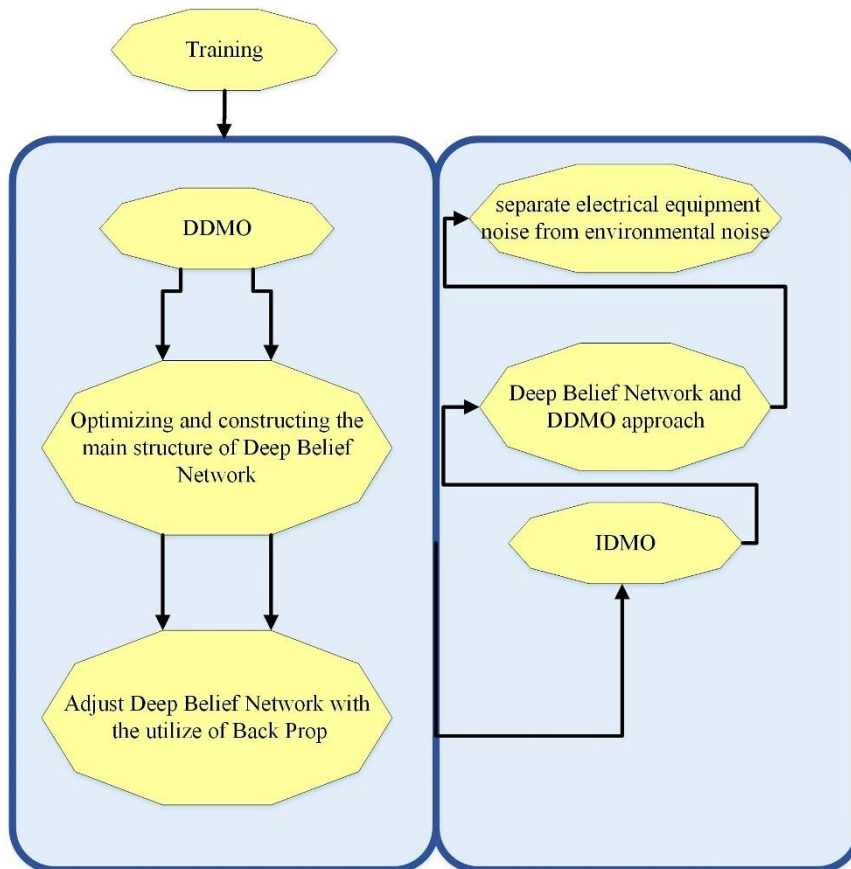 Training
DDMO
Optimizing and constructing the
main structure of Deep Belief
Network
Adjust Deep Belief Network with
the utilize of Back Prop
separate electrical equipment
noise from environmental noise
Deep Belief Network and
DDMO approach
IDMO